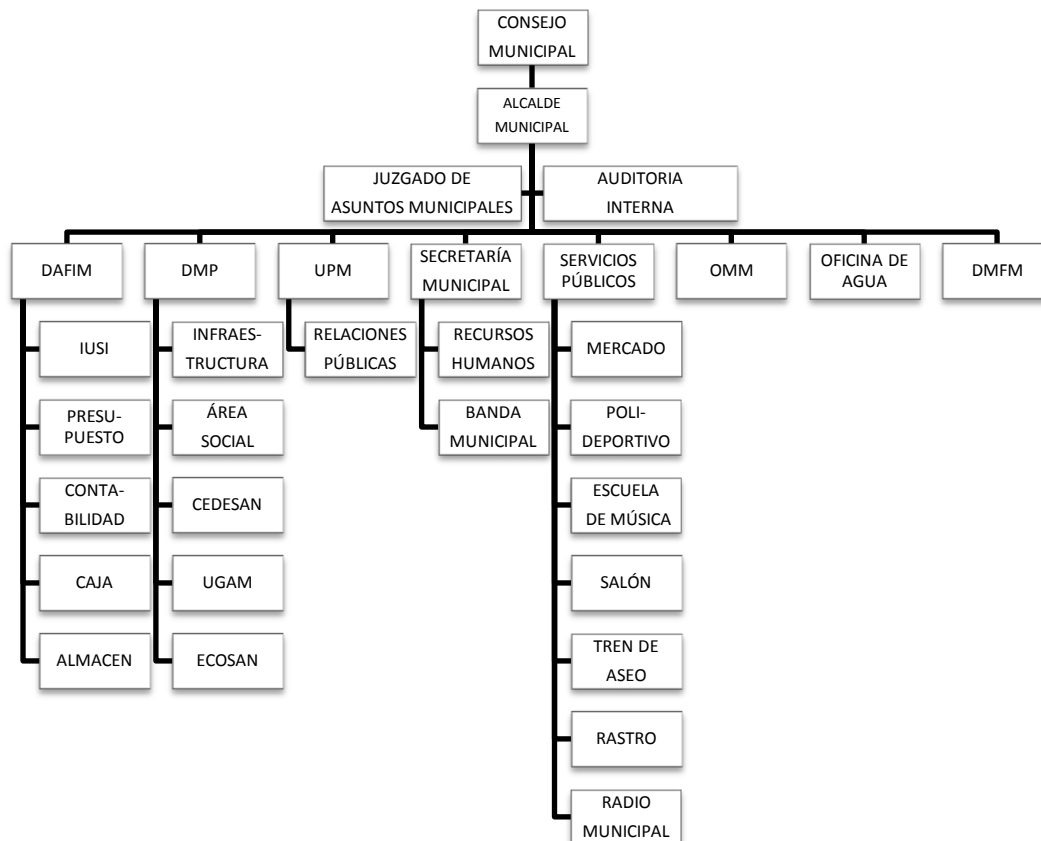 CONSEJO
MUNICIPAL
ALCALDE
MUNICIPAL
JUZGADO DE
ASUNTOS MUNICIPALES
AUDITORIA
INTERNA
DAFIM
DMP
UPM
SECRETARÍA
MUNICIPAL
SERVICIOS
PÚBLICOS
OMM
OFICINA DE
AGUA
DMFM
IUSI
PRESU-
PUESTO
CONTA-
BILIDAD
CAJA
ALMACEN
INFRAES-
TRUCTURA
ÁREA
SOCIAL
CEDESAN
UGAM
ECOSAN
RELACIONES
PÚBLICAS
RECURSOS
HUMANOS
BANDA
MUNICIPAL
MERCADO
POLI-
DEPORTIVO
ESCUELA
DE MÚSICA
SALÓN
TREN DE
ASEO
RASTRO
RADIO
MUNICIPAL